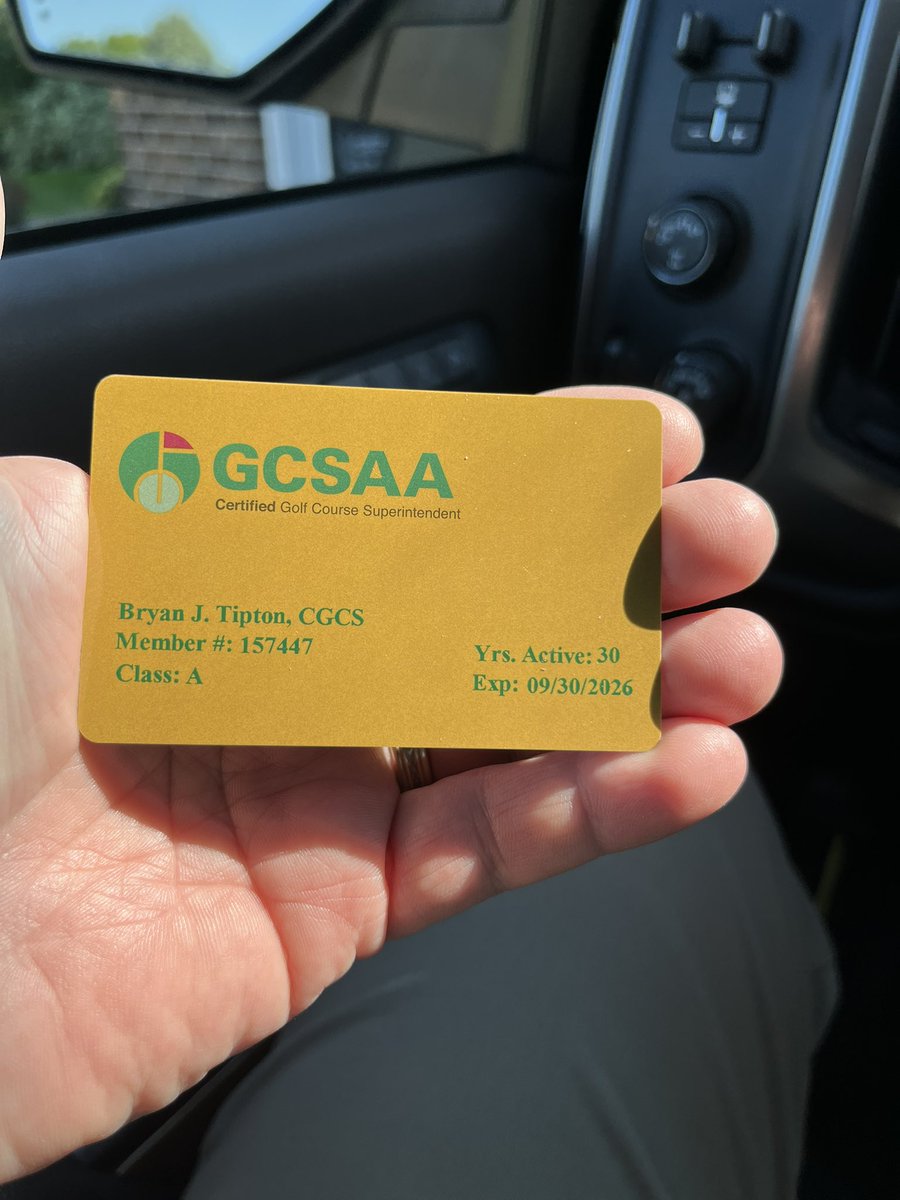 GCSAA
Certified Golf Course Superintendent
Bryan J. Tipton, CGCS
Member #: 157447
Class: A
Yrs. Active: 30
Exp: 09/30/2026